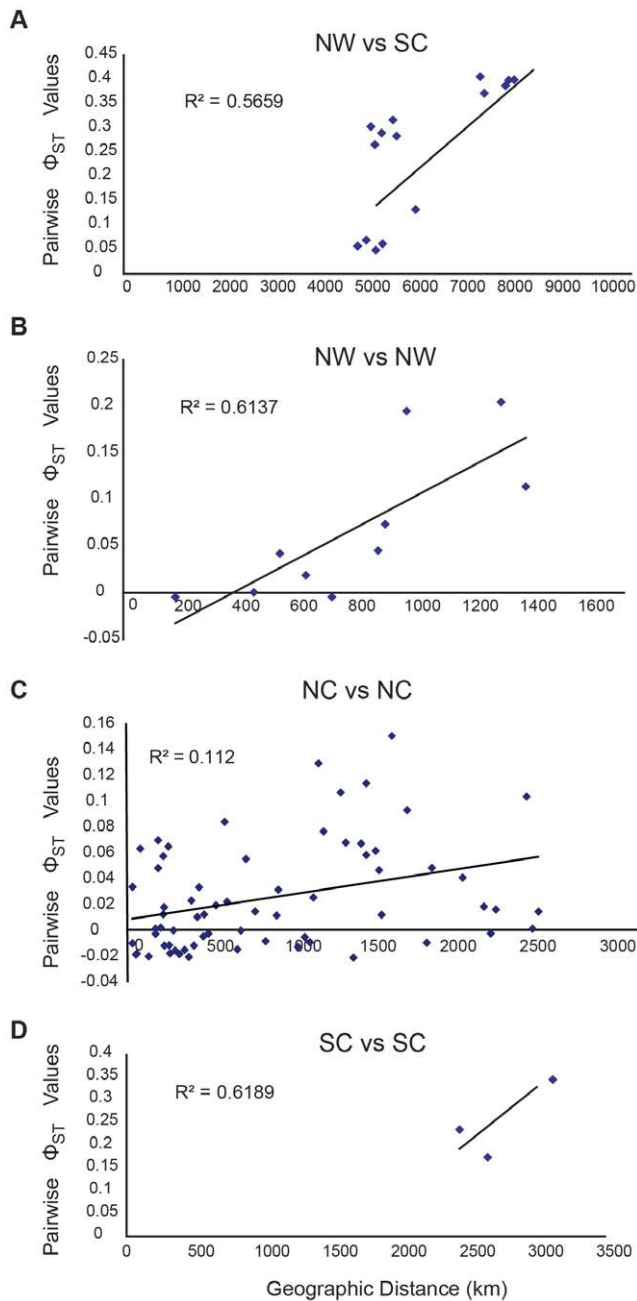 A
NW vs SC
Pairwise ΦST Values
0.45
0.4
0.35
0.3
0.25
0.2
0.15
0.1
0.05
0
R² = 0.5659
0 1000 2000 3000 4000 5000 6000 7000 8000 9000 10000
B
NW vs NW
Pairwise ΦST Values
0.25
0.2
0.15
0.1
0.05
0
-0.05
R² = 0.6137
0 200 400 600 800 1000 1200 1400 1600
C
NC vs NC
Pairwise ΦST Values
0.16
0.14
0.12
0.1
0.08
0.06
0.04
0.02
0
-0.02
-0.04
R² = 0.112
0 500 1000 1500 2000 2500 3000
D
SC vs SC
Pairwise ΦST Values
0.4
0.35
0.3
0.25
0.2
0.15
0.1
0.05
0
R² = 0.6189
0 500 1000 1500 2000 2500 3000 3500
Geographic Distance (km)